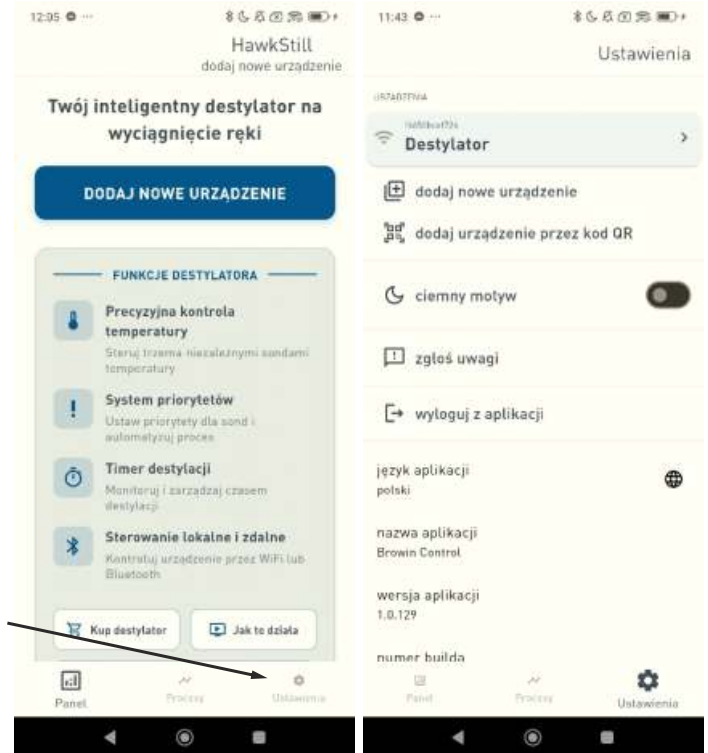 12:05
HawkStill
dodaj nowe urządzenie
Twój inteligentny destylator na
wyciągnięcie ręki
DODAJ NOWE URZĄDZENIE
FUNKCJE DESTYLATORA
Precyzyjna kontrola
temperatury
Steruj trzema niezależnymi sondami
temperatury
System priorytetów
Ustaw priorytety dla sond i
automatyzuj proces
Timer destylacji
Monitoruj i zarządzaj czasem
destylacji
Sterowanie lokalne i zdalne
Kontroluj urządzenie przez WiFi lub
Bluetooth
Kup destylator
Jak to działa
Panel
Procesy
Ustawienia
11:43
Ustawienia
URZĄDZENIA
Destylator
dodaj nowe urządzenie
dodaj urządzenie przez kod QR
ciemny motyw
zgłoś uwagi
wyloguj z aplikacji
język aplikacji
polski
nazwa aplikacji
Browin Control
wersja aplikacji
1.0.129
numer builda
Panel
Procesy
Ustawienia